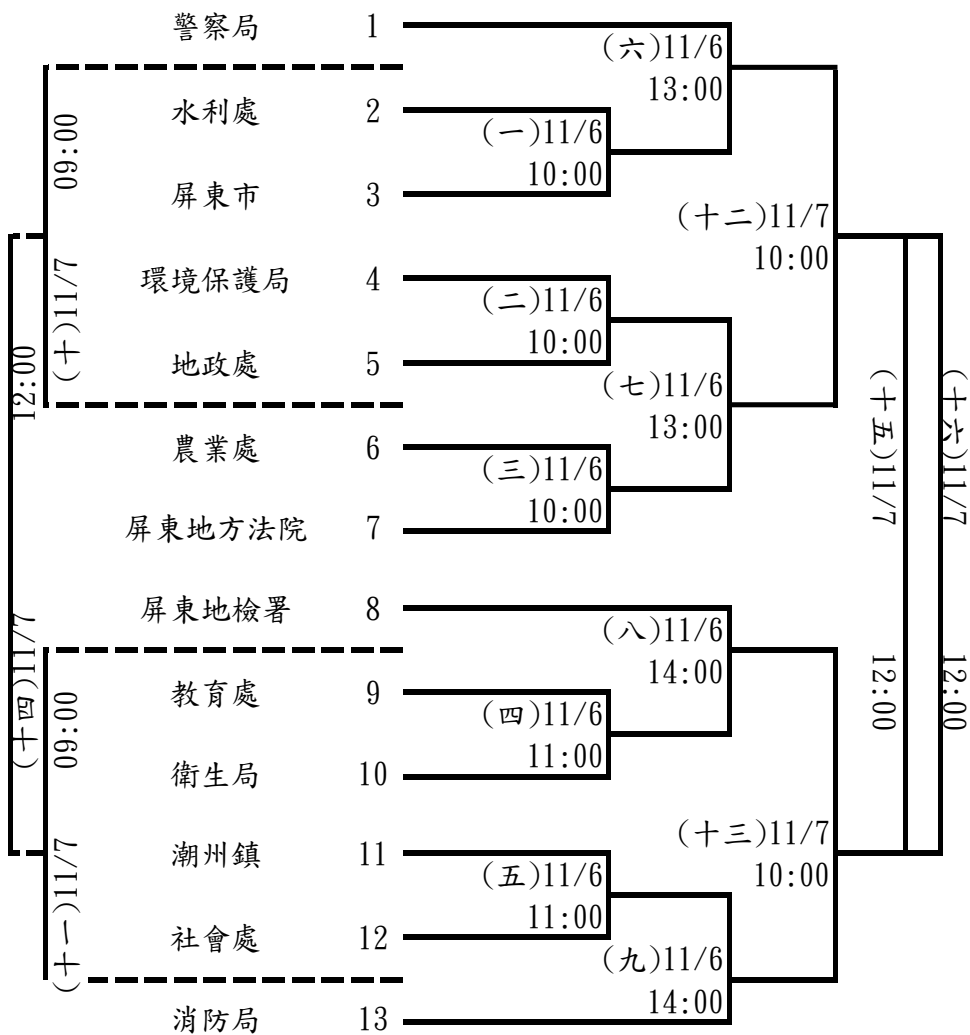 警察局 1
(六)11/6
13:00
水利處 2
(一)11/6
10:00
屏東市 3
(十二)11/7
10:00
環境保護局 4
(二)11/6
10:00
地政處 5
(七)11/6
13:00
農業處 6
(三)11/6
10:00
屏東地方法院 7
屏東地檢署 8
(八)11/6
14:00
教育處 9
(四)11/6
11:00
衛生局 10
(十三)11/7
10:00
潮州鎮 11
(五)11/6
11:00
社會處 12
(九)11/6
14:00
消防局 13
(十)11/7 09:00
(十一)11/7 09:00
(十四)11/7 12:00
(十五)11/7 12:00
(十六)11/7 12:00